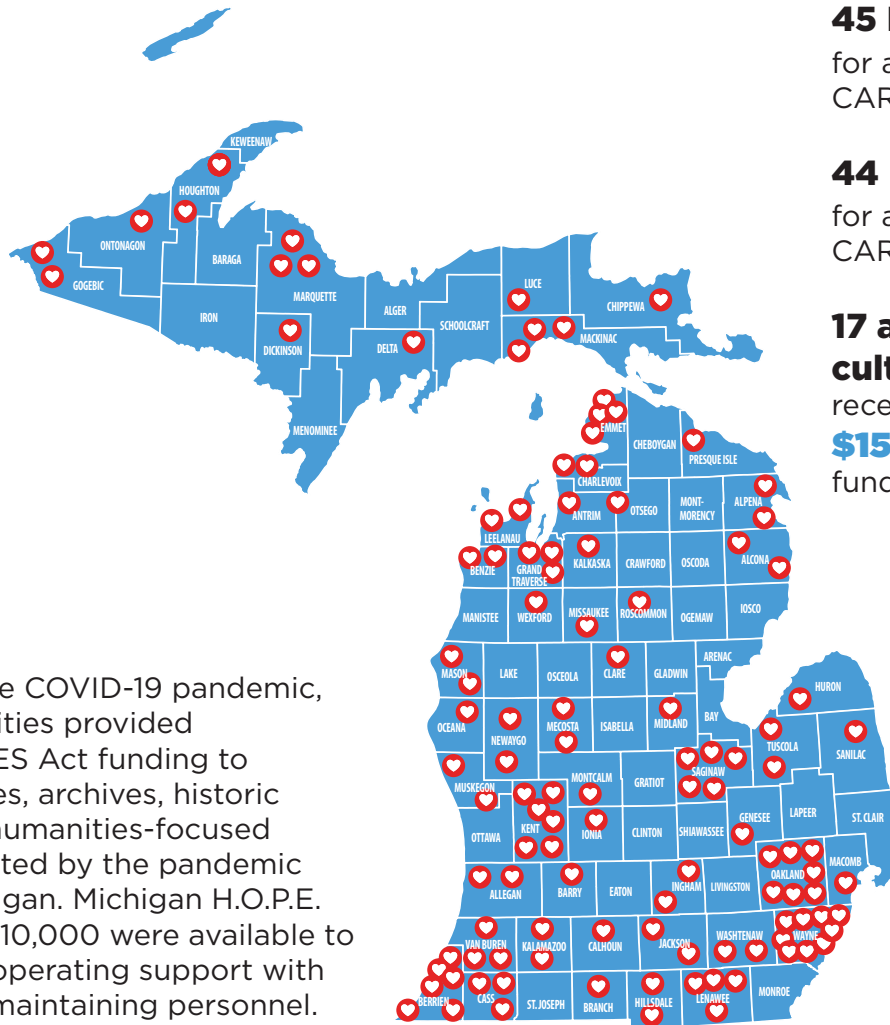 45
for a
CAR
44
for a
CAR
17 a
cult
rece
$15
fund
KEWEENAW
HOUGHTON
ONTONAGON
BARAGA
GOGEBIC
MARQUETTE
LUCE
CHIPPEWA
ALGER
IRON
SCHOOLCRAFT
MACKINAC
DICKINSON
DELTA
MENOMINEE
EMMET
CHEBOYGAN
PRESQUE ISLE
CHARLEVOIX
ANTRIM
OTSEGO
MONT-
MORENCY
ALPENA
LEELANAU
BENZIE
GRAND
TRAVERSE
KALKASKA
CRAWFORD
OSCODA
ALCONA
MANISTEE
WEXFORD
MISSAUKEE
ROSCOMMON
OGEMAW
IOSCO
ARENAC
MASON
LAKE
OSCEOLA
CLARE
GLADWIN
HURON
OCEANA
NEWAYGO
MECOSTA
ISABELLA
MIDLAND
BAY
TUSCOLA
SANILAC
MUSKEGON
MONTCALM
GRATIOT
SAGINAW
OTTAWA
KENT
IONIA
CLINTON
SHIAWASSEE
GENESEE
LAPEER
ST. CLAIR
ALLEGAN
BARRY
EATON
INGHAM
LIVINGSTON
OAKLAND
MACOMB
VAN BUREN
KALAMAZOO
CALHOUN
JACKSON
WASHTENAW
WAYNE
BERRIEN
CASS
ST. JOSEPH
BRANCH
HILLSDALE
LENAWEE
MONROE
e COVID-19 pandemic,
ities provided
ES Act funding to
es, archives, historic
humanities-focused
ted by the pandemic
igan. Michigan H.O.P.E.
10,000 were available to
operating support with
maintaining personnel.